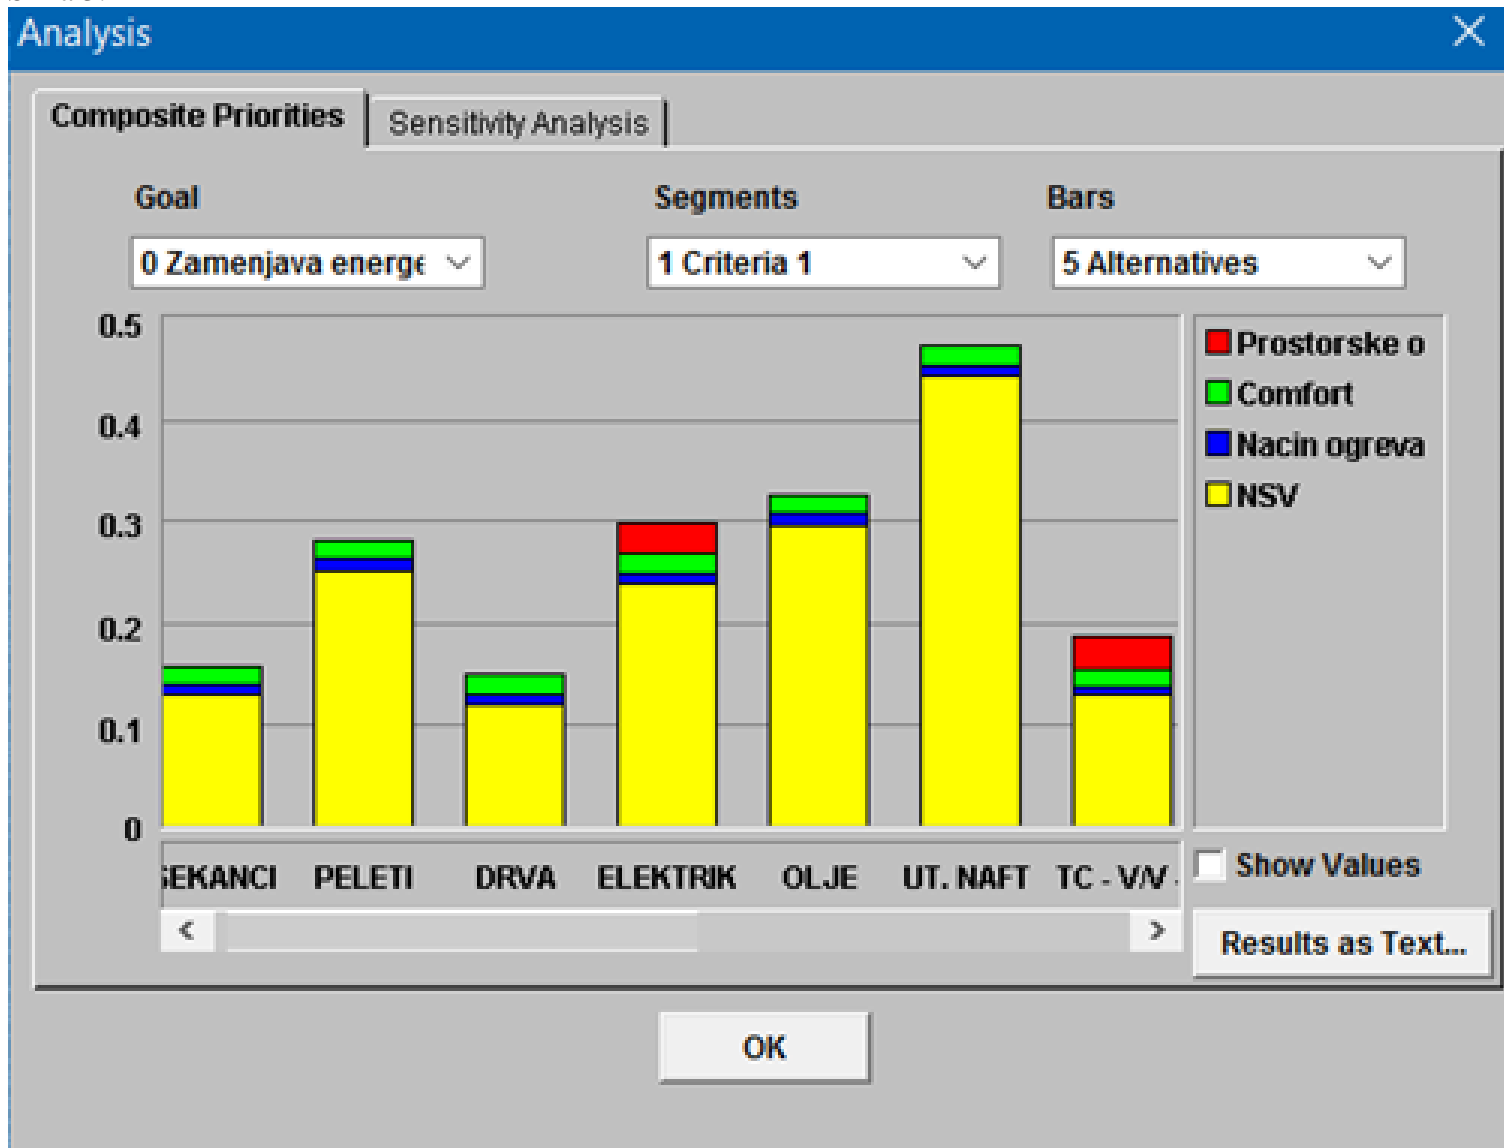 Analysis
Composite Priorities
Sensitivity Analysis
Goal
Segments
Bars
0 Zamenjava energe
1 Criteria 1
5 Alternatives
0.5
0.4
0.3
0.2
0.1
0
Prostorske o
Comfort
Nacin ogreva
NSV
SEKANCI PELETI DRVA ELEKTRIK OLJE UT. NAFT TC - V/V -
Show Values
Results as Text...
OK